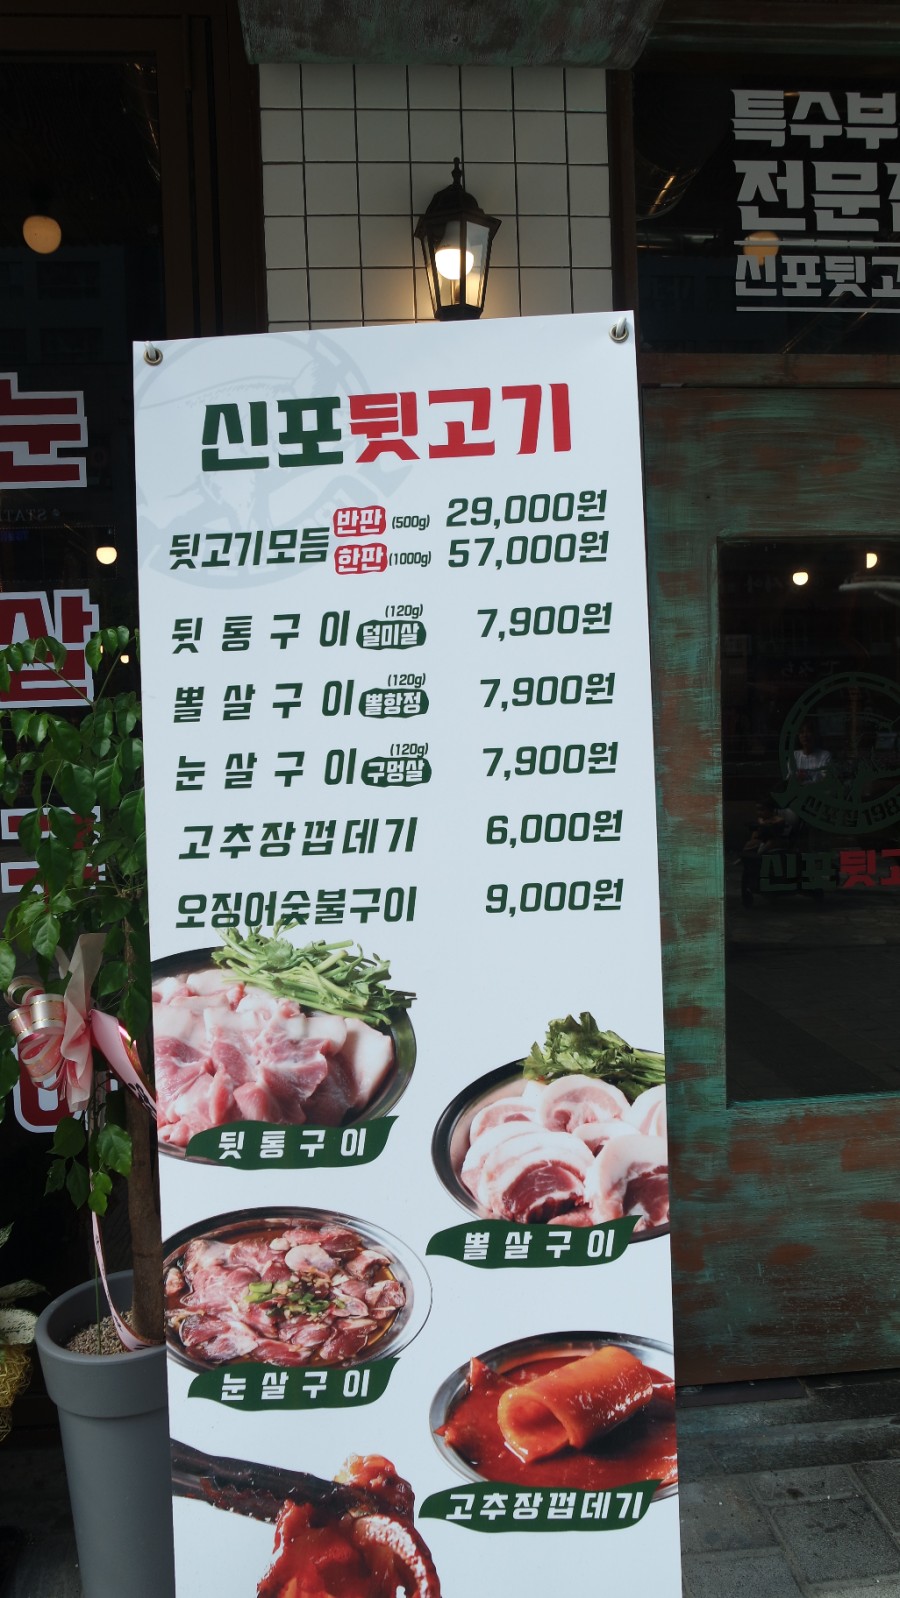 특수부
전문
신포뒷고
신포뒷고기
뒷고기모듬 반판 (500g) 29,000원
한판 (1000g) 57,000원
뒷통구이 (120g) 덜미살 7,900원
뽈살구이 (120g) 뽈항정 7,900원
눈살구이 (120g) 구멍살 7,900원
고추장껍데기 6,000원
오징어숯불구이 9,000원
눈
살
신포뒷고
뒷통구이
뽈살구이
눈살구이
고추장껍데기